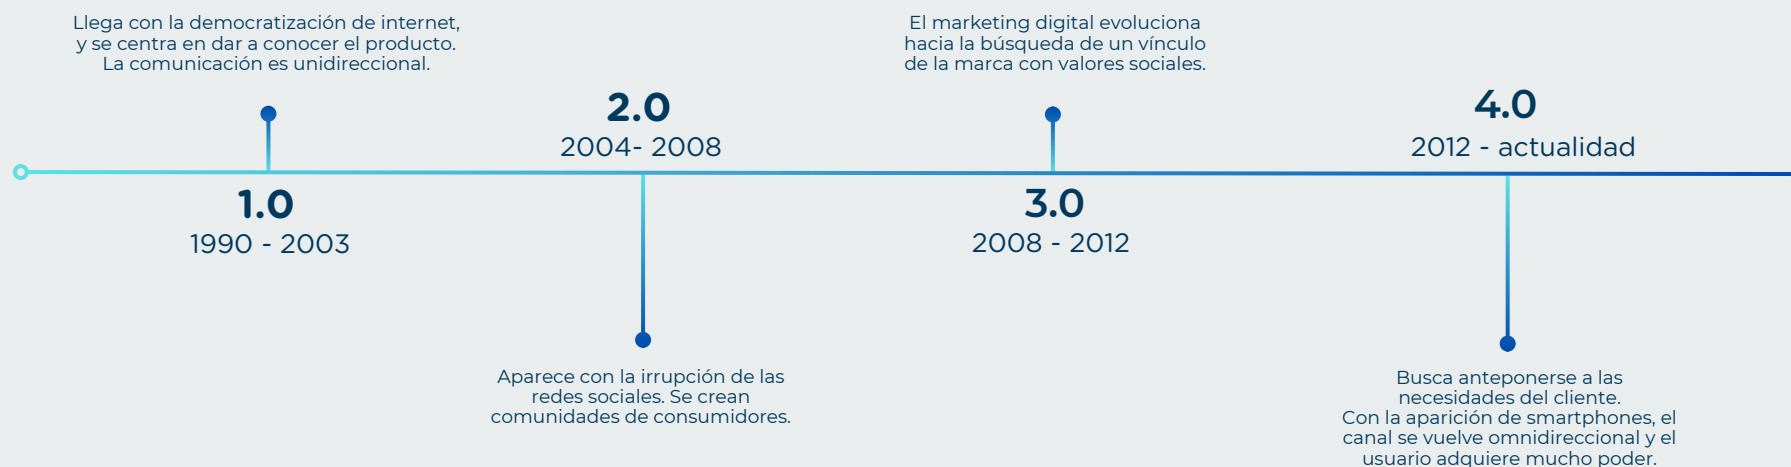 Llega con la democratización de internet,
y se centra en dar a conocer el producto.
La comunicación es unidireccional.
1.0
1990 - 2003
2.0
2004- 2008
Aparece con la irrupción de las
redes sociales. Se crean
comunidades de consumidores.
El marketing digital evoluciona
hacia la búsqueda de un vínculo
de la marca con valores sociales.
3.0
2008 - 2012
4.0
2012 - actualidad
Busca anteponerse a las
necesidades del cliente.
Con la aparición de smartphones, el
canal se vuelve omnidireccional y el
usuario adquiere mucho poder.